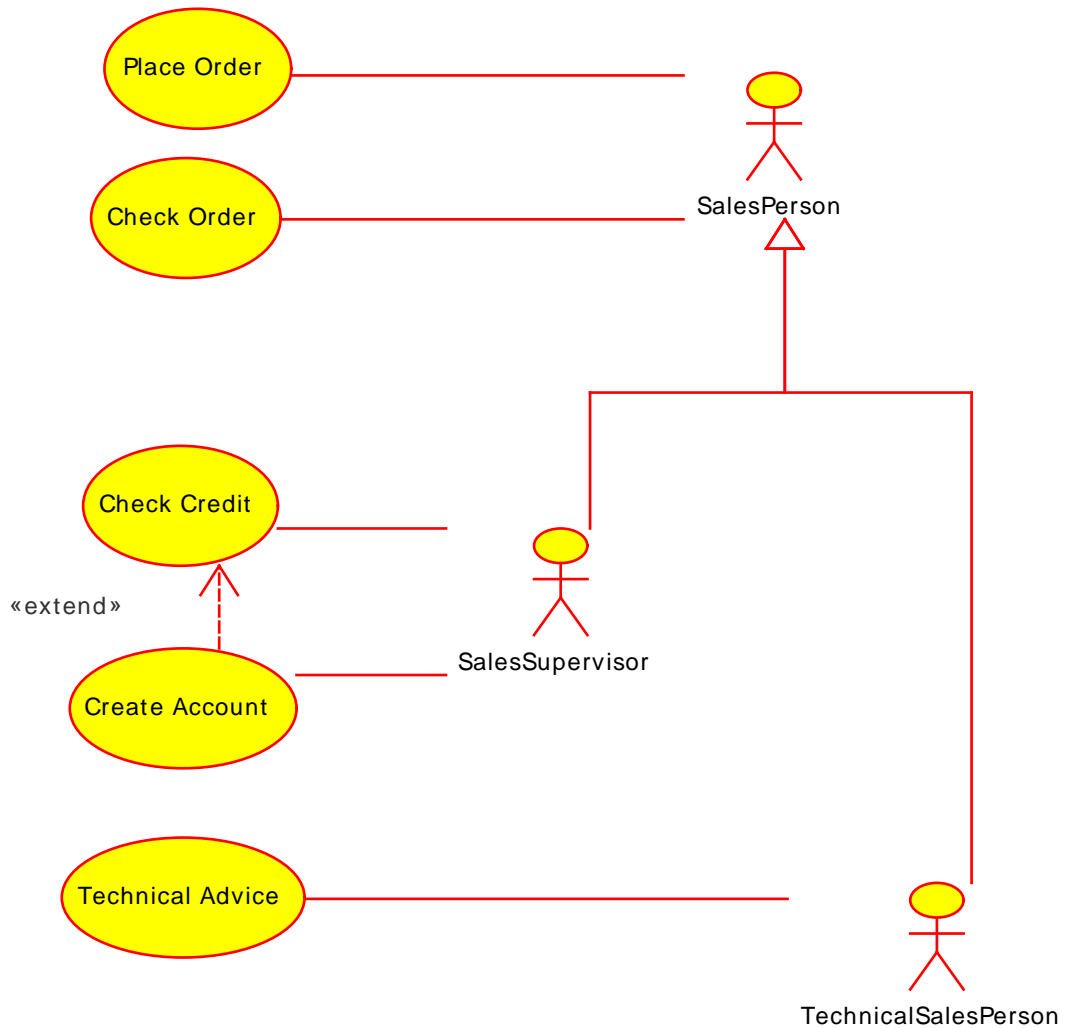 Place Order
SalesPerson
Check Order
Check Credit
«extend»
SalesSupervisor
Create Account
Technical Advice
TechnicalSalesPerson